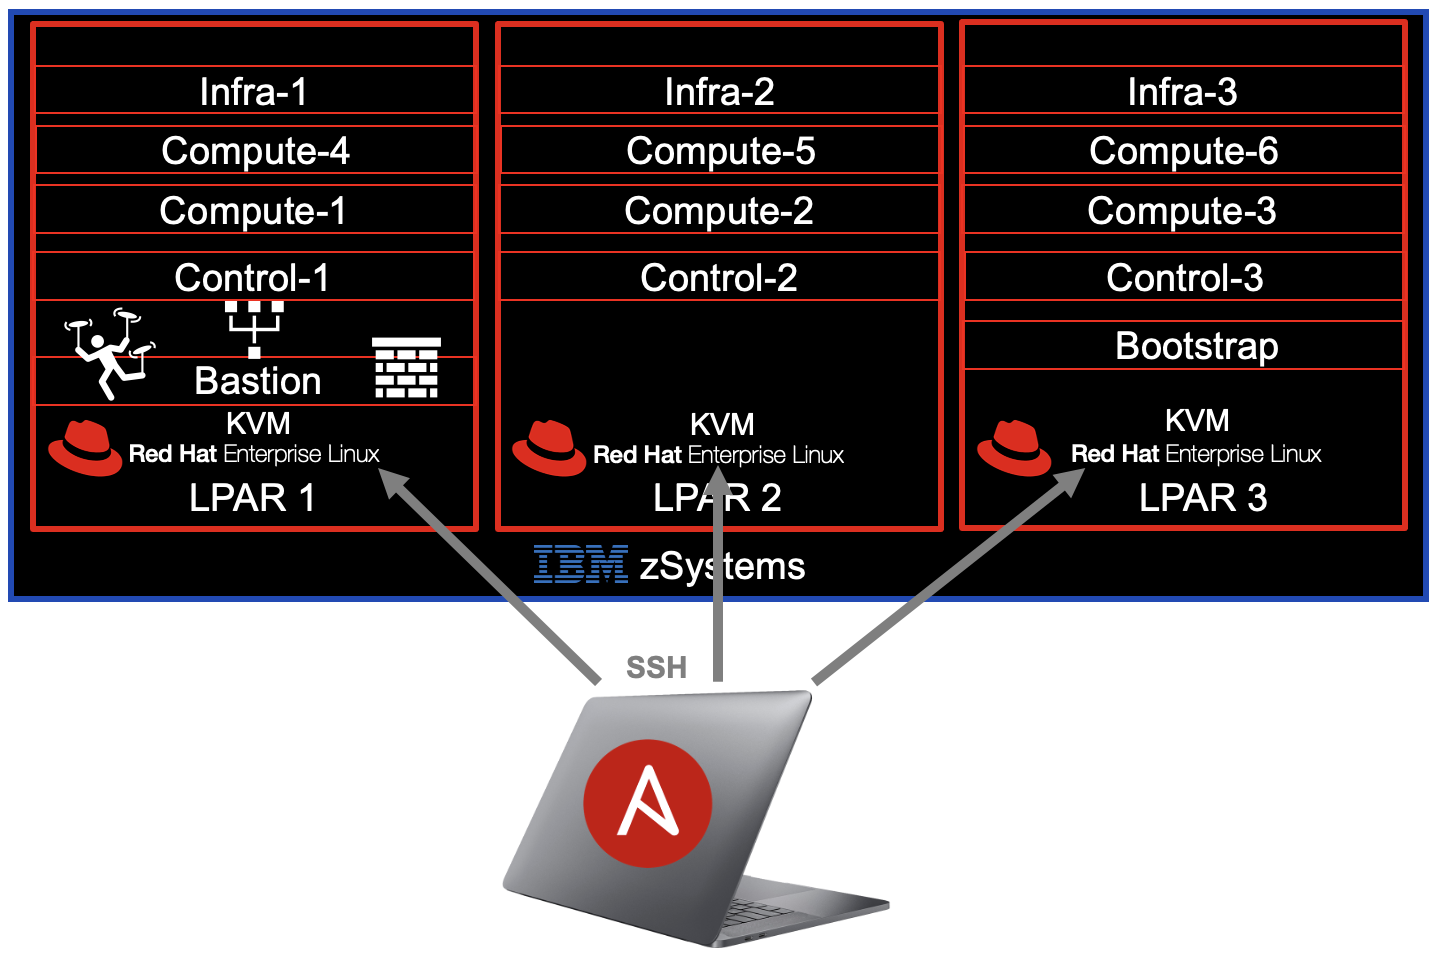 Infra-1
Compute-4
Compute-1
Control-1
Bastion
KVM
Red Hat Enterprise Linux
LPAR 1
Infra-2
Compute-5
Compute-2
Control-2
KVM
Red Hat Enterprise Linux
LPAR 2
Infra-3
Compute-6
Compute-3
Control-3
Bootstrap
KVM
Red Hat Enterprise Linux
LPAR 3
IBM zSystems
SSH